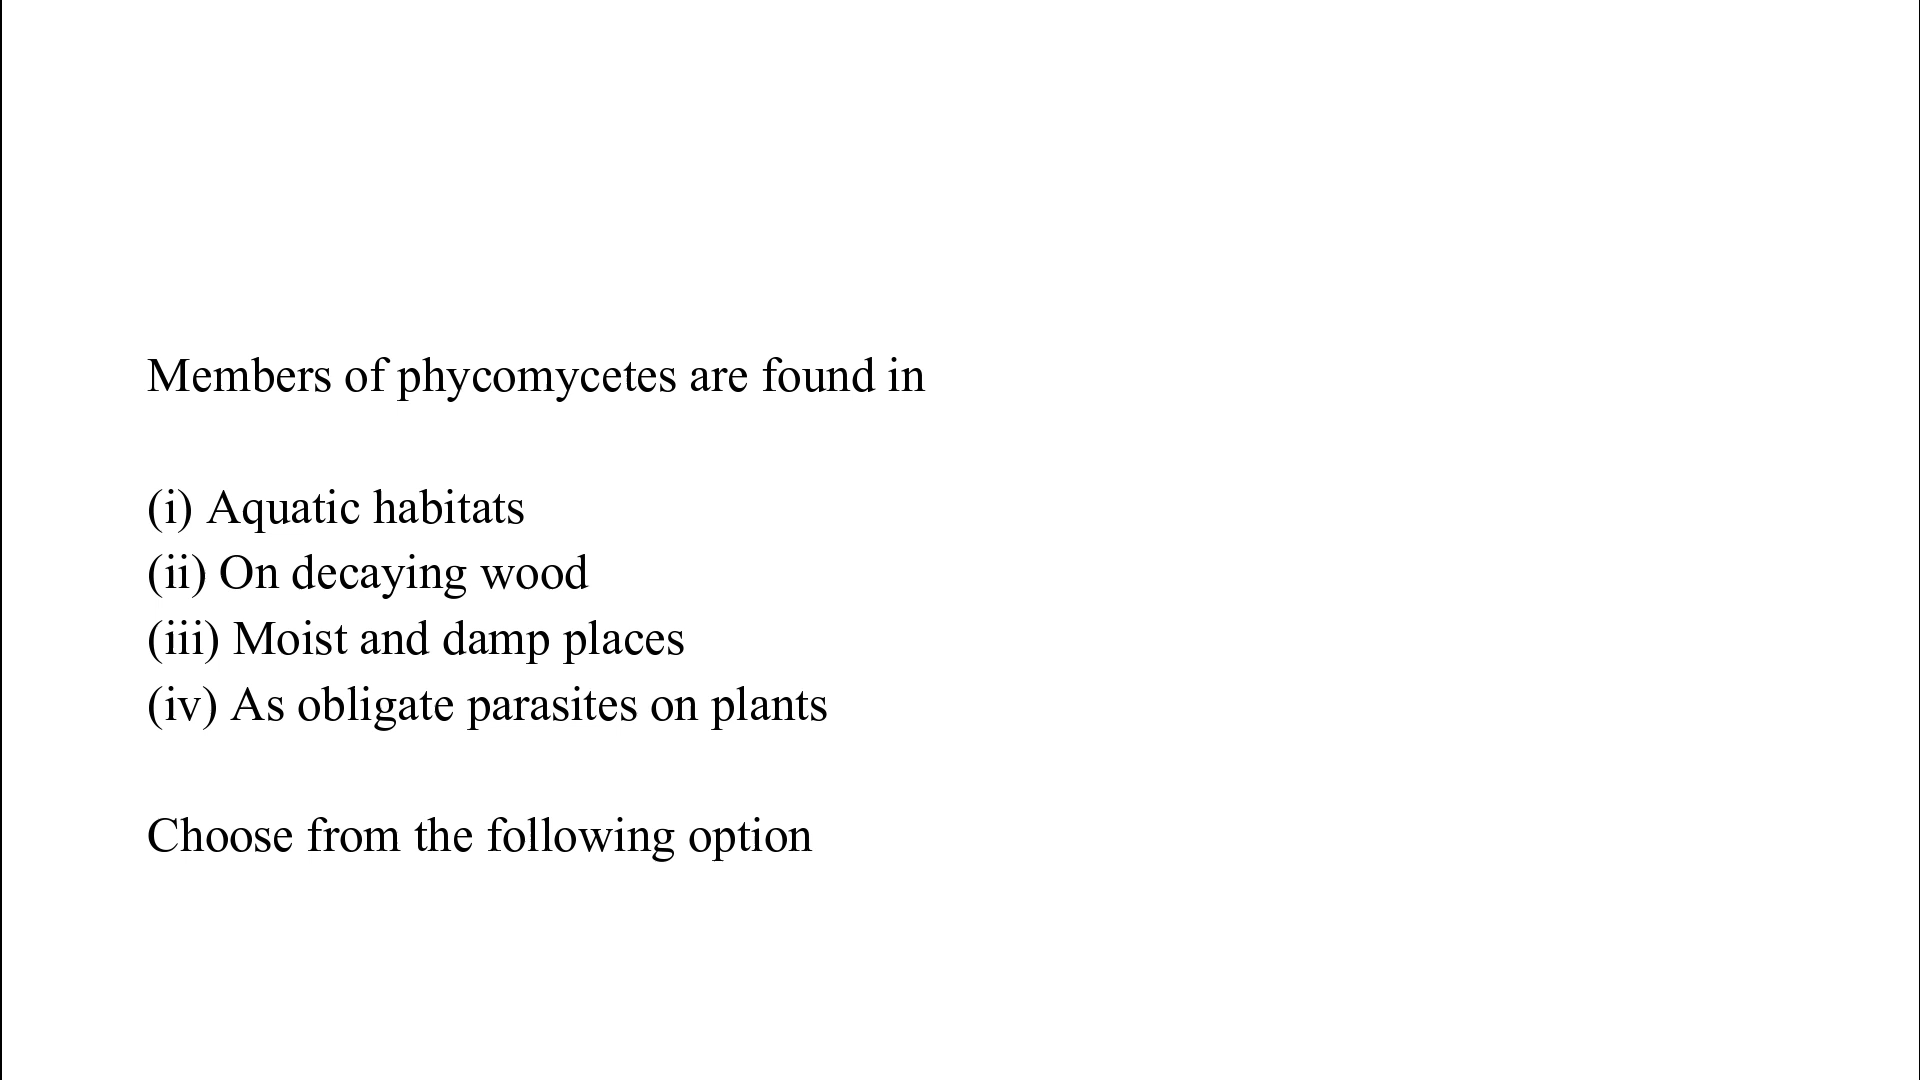 Members of phycomycetes are found in
(i) Aquatic habitats
(ii) On decaying wood
(iii) Moist and damp places
(iv) As obligate parasites on plants
Choose from the following option